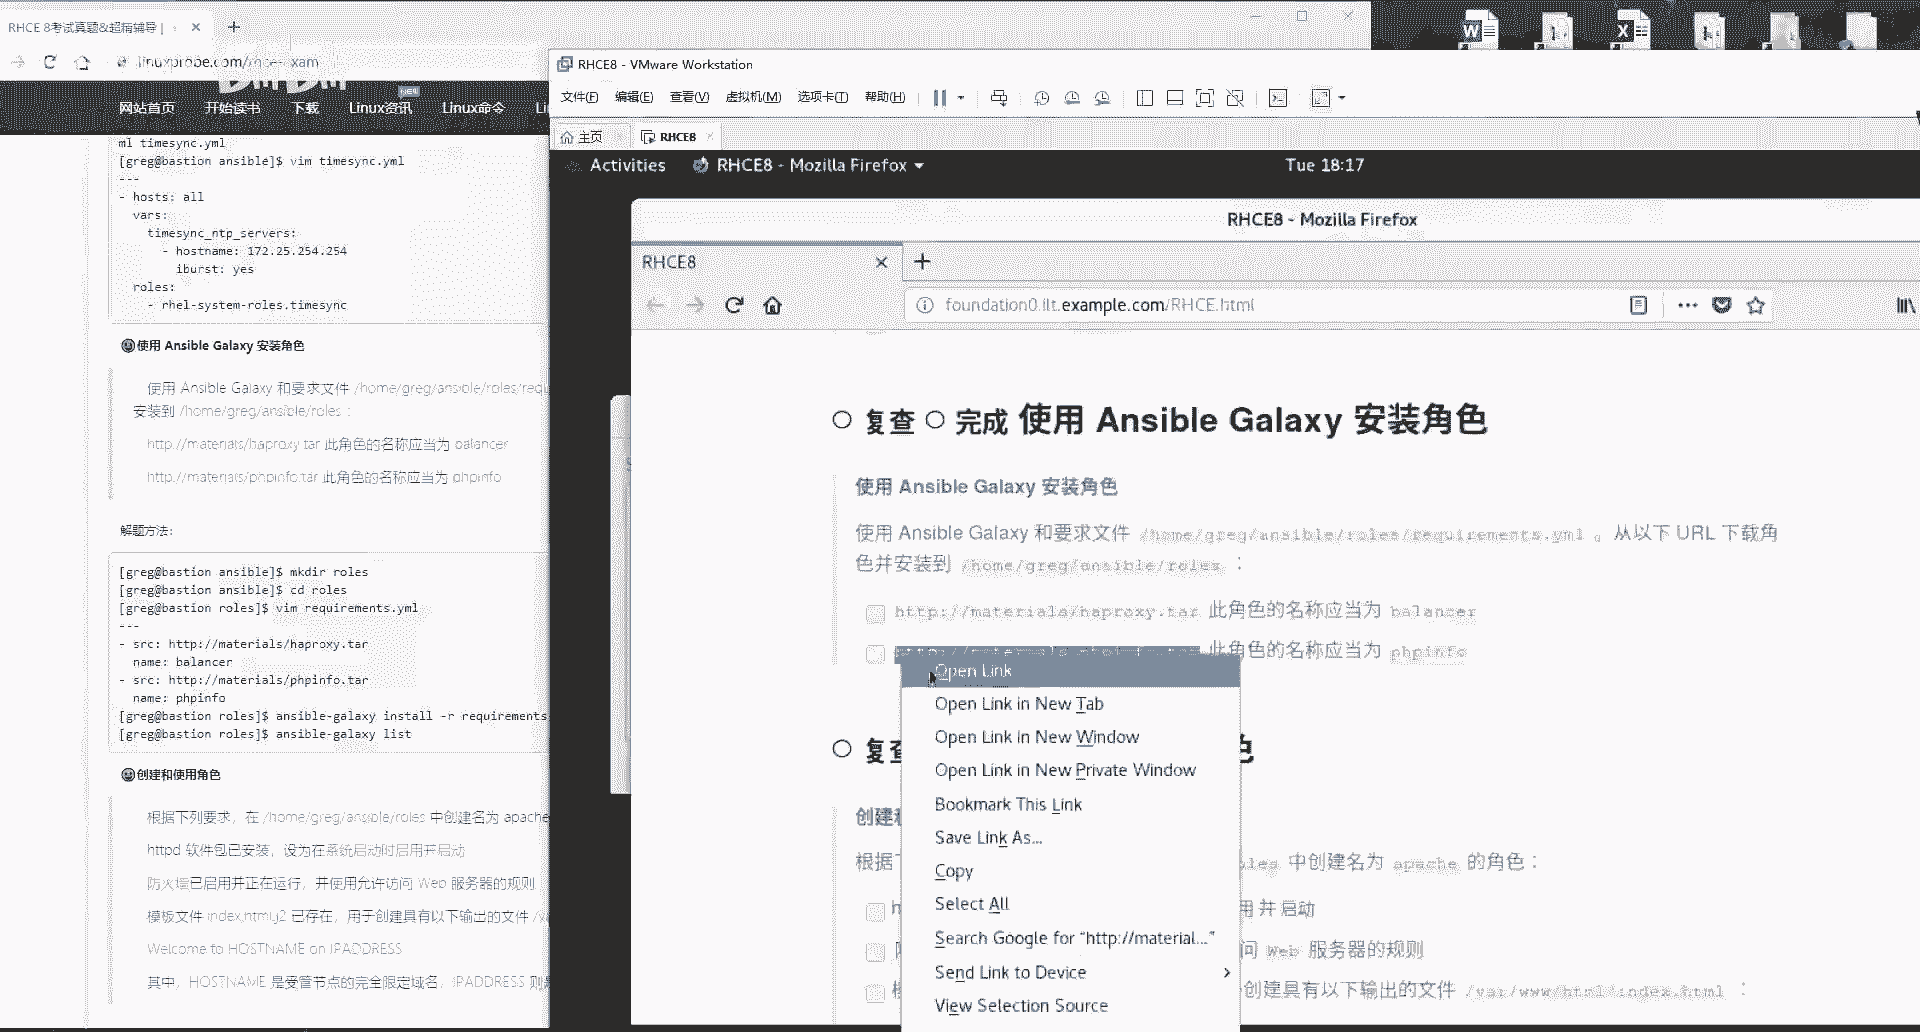 RHCE 8考试真题&超精辅导 |
linuxprobe.com/rhce-exam
网站首页 开始读书 下载 Linux资讯 Linux命令
NEW
ml timesync.yml
[greg@bastion ansible]$ vim timesync.yml
---
- hosts: all
vars:
timesync_ntp_servers:
- hostname: 172.25.254.254
iburst: yes
roles:
- rhel-system-roles.timesync
使用 Ansible Galaxy 安装角色
使用 Ansible Galaxy 和要求文件 /home/greg/ansible/roles/requ
安装到 /home/greg/ansible/roles :
http://materials/haproxy.tar 此角色的名称应当为 balancer
http://materials/phpinfo.tar 此角色的名称应当为 phpinfo
解题方法:
[greg@bastion ansible]$ mkdir roles
[greg@bastion ansible]$ cd roles
[greg@bastion roles]$ vim requirements.yml
---
- src: http://materials/haproxy.tar
name: balancer
- src: http://materials/phpinfo.tar
name: phpinfo
[greg@bastion roles]$ ansible-galaxy install -r requirements
[greg@bastion roles]$ ansible-galaxy list
创建和使用角色
根据下列要求，在 /home/greg/ansible/roles 中创建名为 apache
httpd 软件包已安装，设为在系统启动时启用并启动
防火墙已启用并正在运行，并使用允许访问 Web 服务器的规则
模板文件 index.html.j2 已存在，用于创建具有以下输出的文件
Welcome to HOSTNAME on IPADDRESS
其中，HOSTNAME 是受管节点的完全限定域名，IPADDRESS 则
RHCE8 - VMware Workstation
文件(F) 编辑(E) 查看(V) 虚拟机(M) 选项卡(T) 帮助(H)
主页 RHCE8
Activities RHCE8 - Mozilla Firefox Tue 18:17
RHCE8 - Mozilla Firefox
RHCE8
foundation0.ilt.example.com/RHCE.html
复查 完成 使用 Ansible Galaxy 安装角色
使用 Ansible Galaxy 安装角色
使用 Ansible Galaxy 和要求文件 /home/greg/ansible/roles/requirements.yml 。从以下 URL 下载角
色并安装到 /home/greg/ansible/roles :
http://materials/haproxy.tar 此角色的名称应当为 balancer
http://materials/phpinfo.tar 此角色的名称应当为 phpinfo
Open Link
Open Link in New Tab
Open Link in New Window
Open Link in New Private Window
Bookmark This Link
Save Link As...
Copy
Select All
Search Google for “http://material...”
Send Link to Device
View Selection Source
复查
创建
根据 中创建名为 apache 的角色：
用并启动
问 Web 服务器的规则
创建具有以下输出的文件 /var/www/html/index.html ：